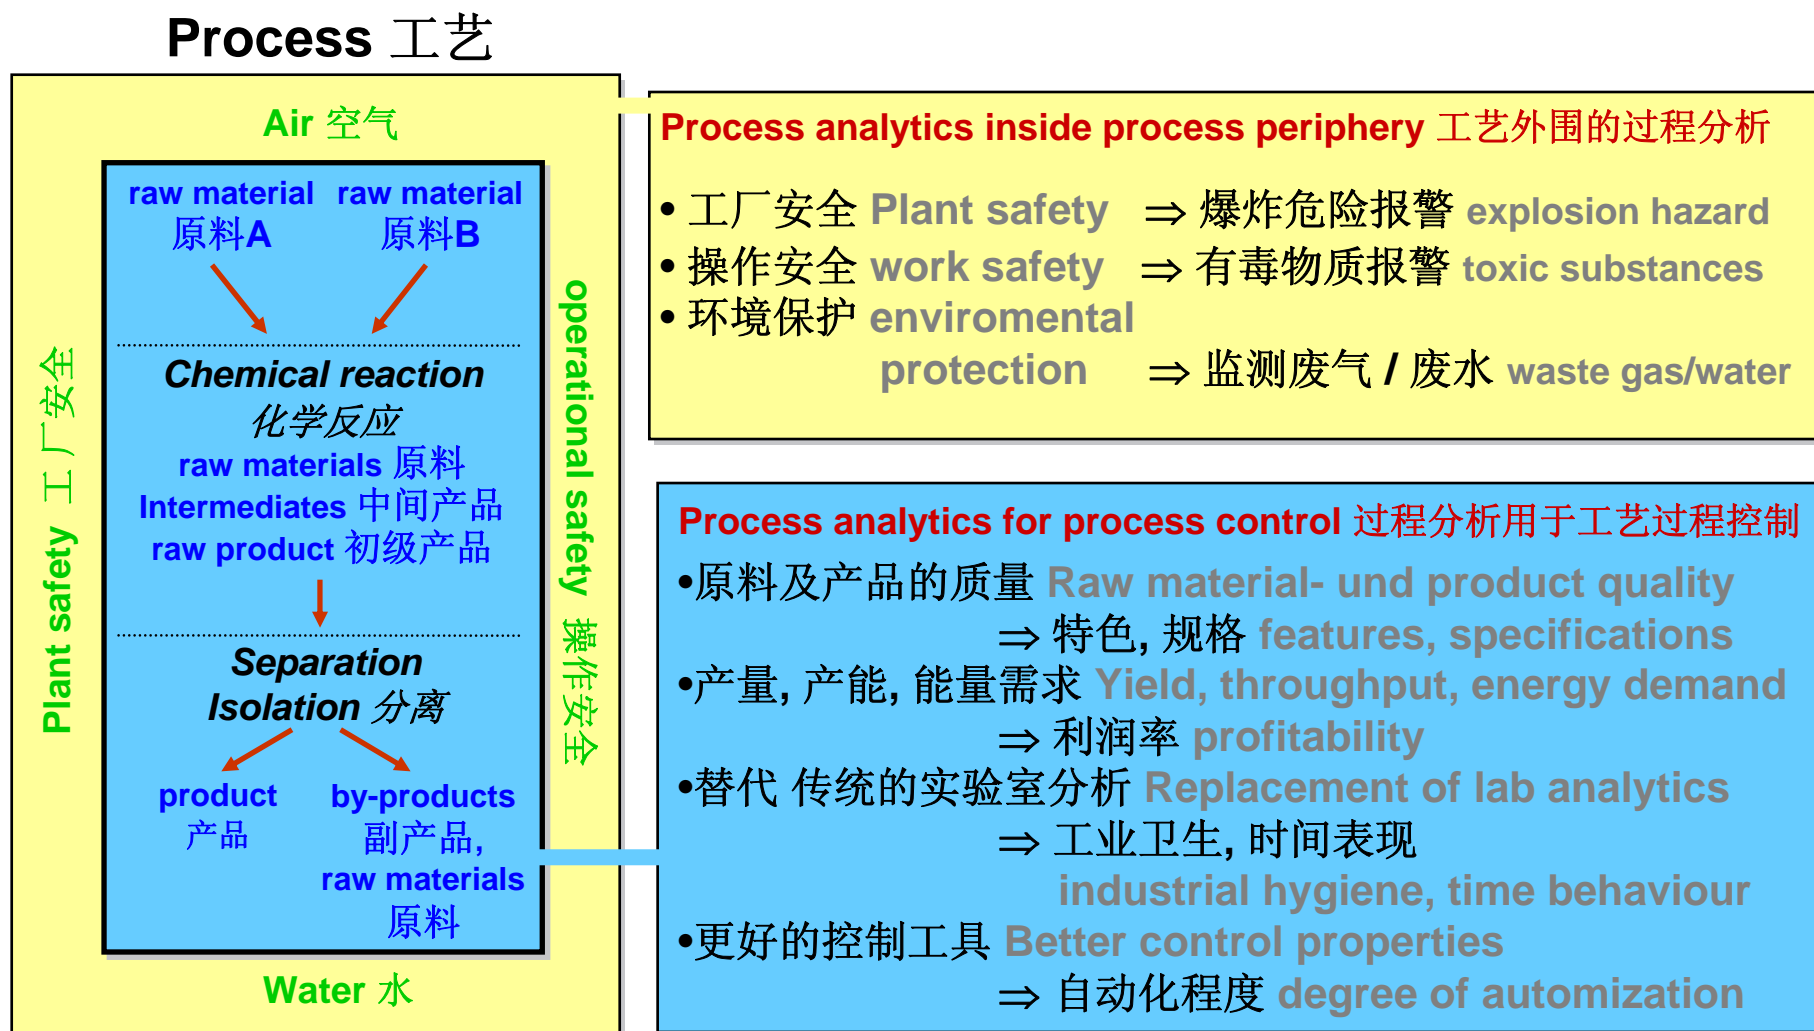 Process 工艺
Air 空气
raw material raw material
原料A 原料B
Chemical reaction
化学反应
raw materials 原料
Intermediates 中间产品
raw product 初级产品
Separation
Isolation 分离
product by-products
产品 副产品,
raw materials
原料
Water 水
Plant safety 工厂安全
operational safety 操作安全
Process analytics inside process periphery 工艺外围的过程分析
• 工厂安全 Plant safety ⇒ 爆炸危险报警 explosion hazard
• 操作安全 work safety ⇒ 有毒物质报警 toxic substances
• 环境保护 enviromental
protection ⇒ 监测废气 / 废水 waste gas/water
Process analytics for process control 过程分析用于工艺过程控制
•原料及产品的质量 Raw material- und product quality
⇒ 特色, 规格 features, specifications
•产量, 产能, 能量需求 Yield, throughput, energy demand
⇒ 利润率 profitability
•替代 传统的实验室分析 Replacement of lab analytics
⇒ 工业卫生, 时间表现
industrial hygiene, time behaviour
•更好的控制工具 Better control properties
⇒ 自动化程度 degree of automization